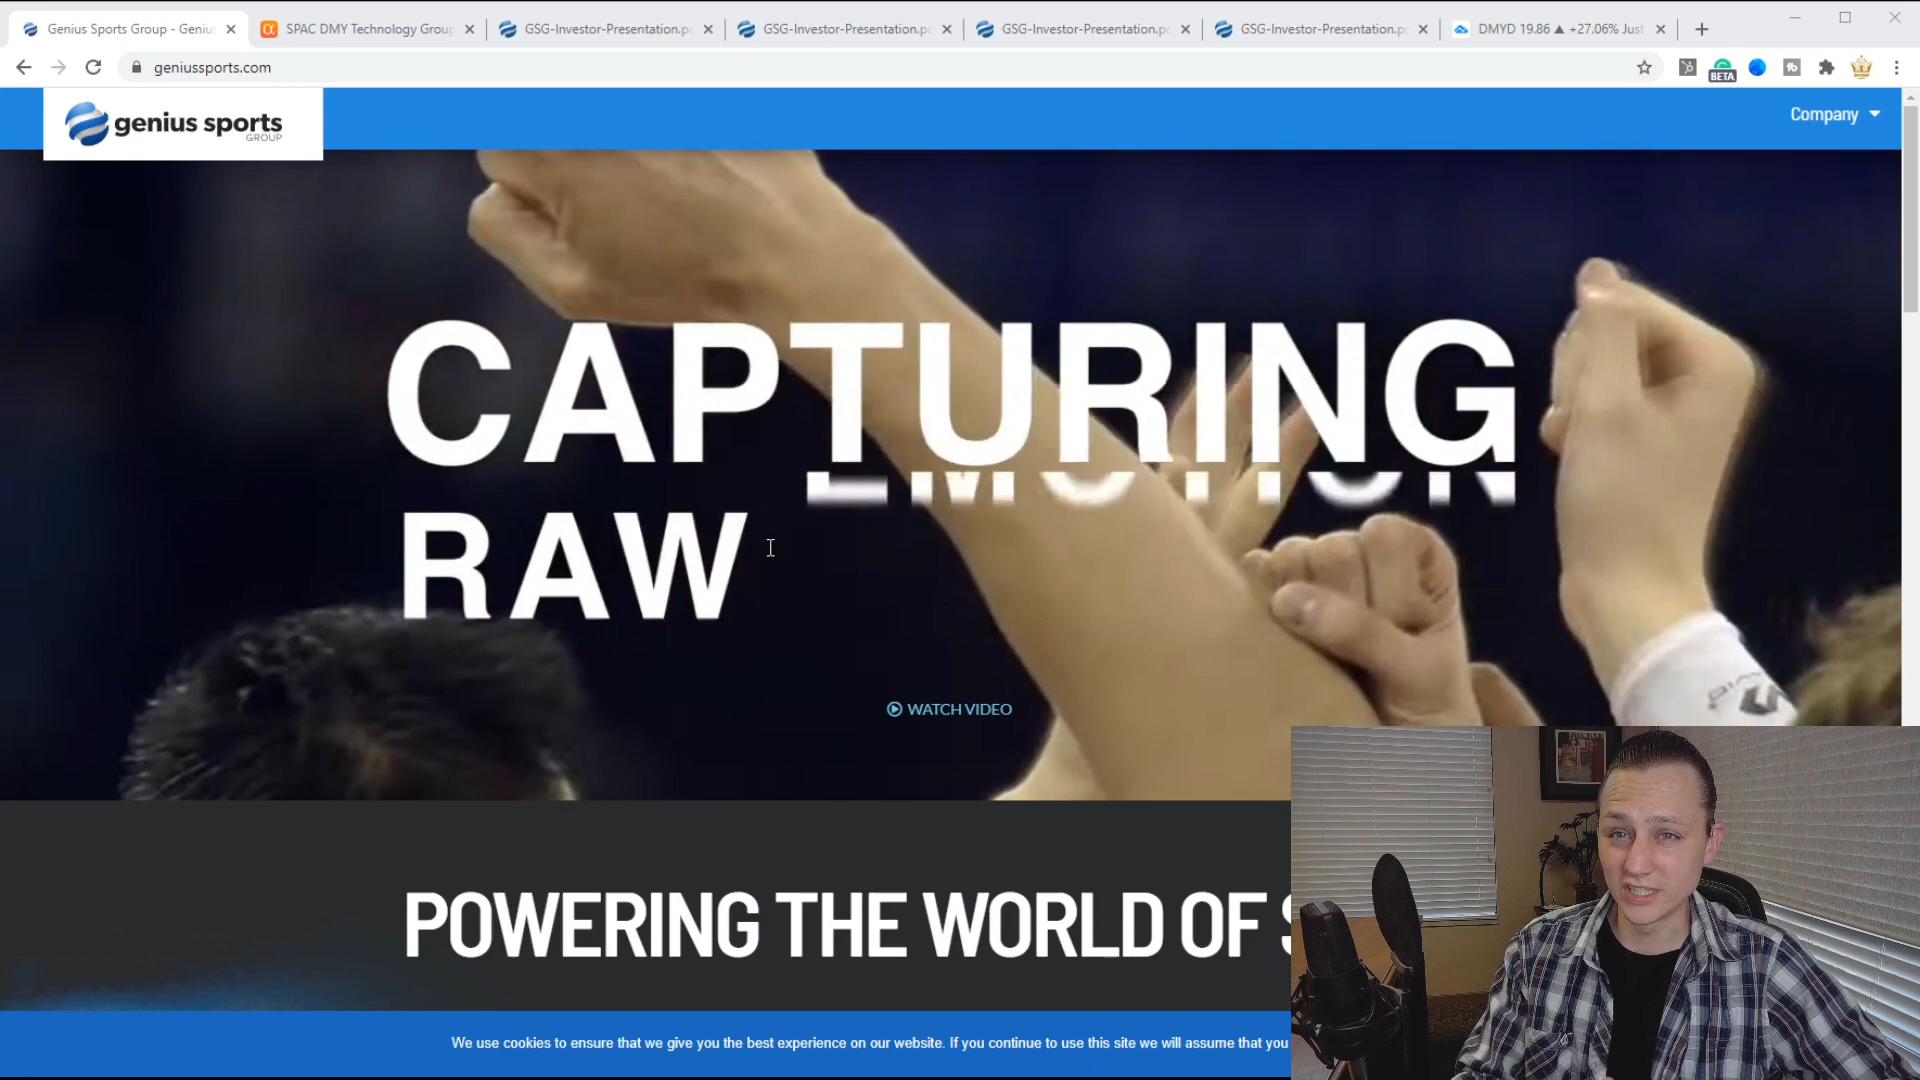 Genius Sports Group - Geniu
SPAC DMY Technology Group
GSG-Investor-Presentation.p
GSG-Investor-Presentation.p
GSG-Investor-Presentation.p
GSG-Investor-Presentation.p
DMYD 19.86 ▲ +27.06% Just
geniussports.com
BETA
genius sports
GROUP
Company
CAPTURING
EMOTION
RAW
WATCH VIDEO
POWERING THE WORLD OF S
We use cookies to ensure that we give you the best experience on our website. If you continue to use this site we will assume that you